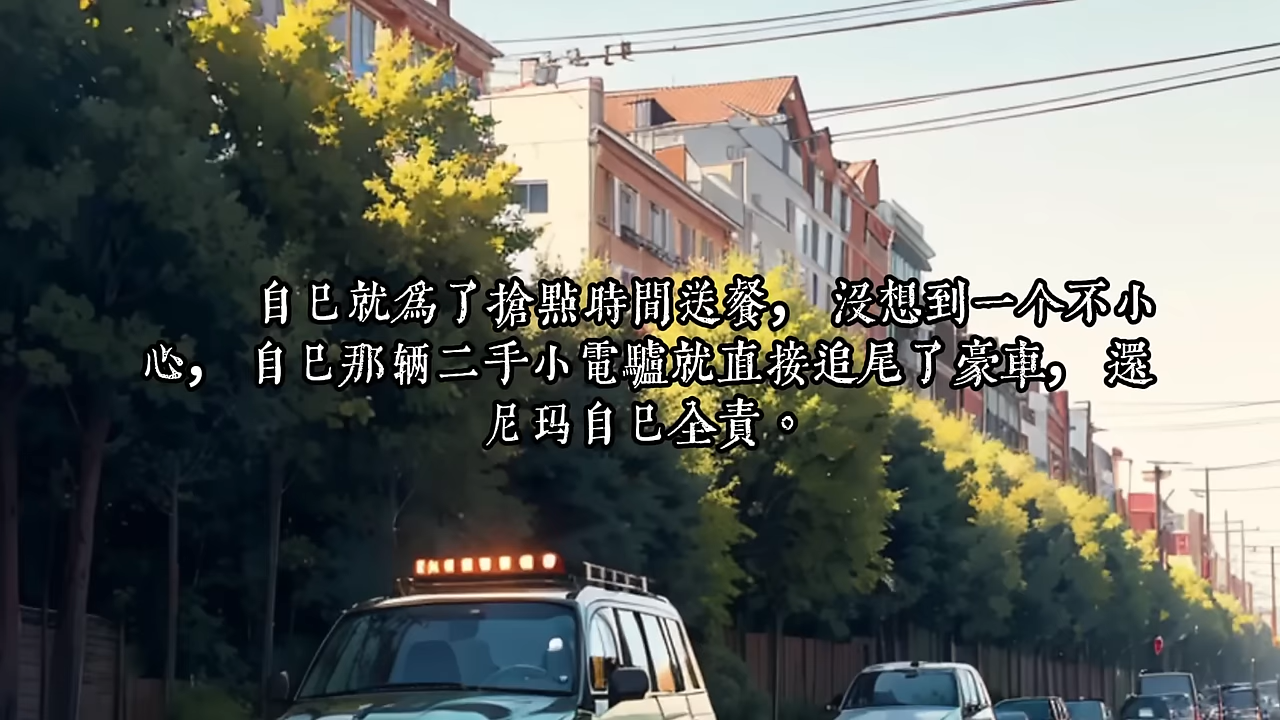 自已就爲了搶點時間送餐， 沒想到一个不小
心， 自已那辆二手小電驢就直接追尾了豪車， 還
尼玛自已全責。